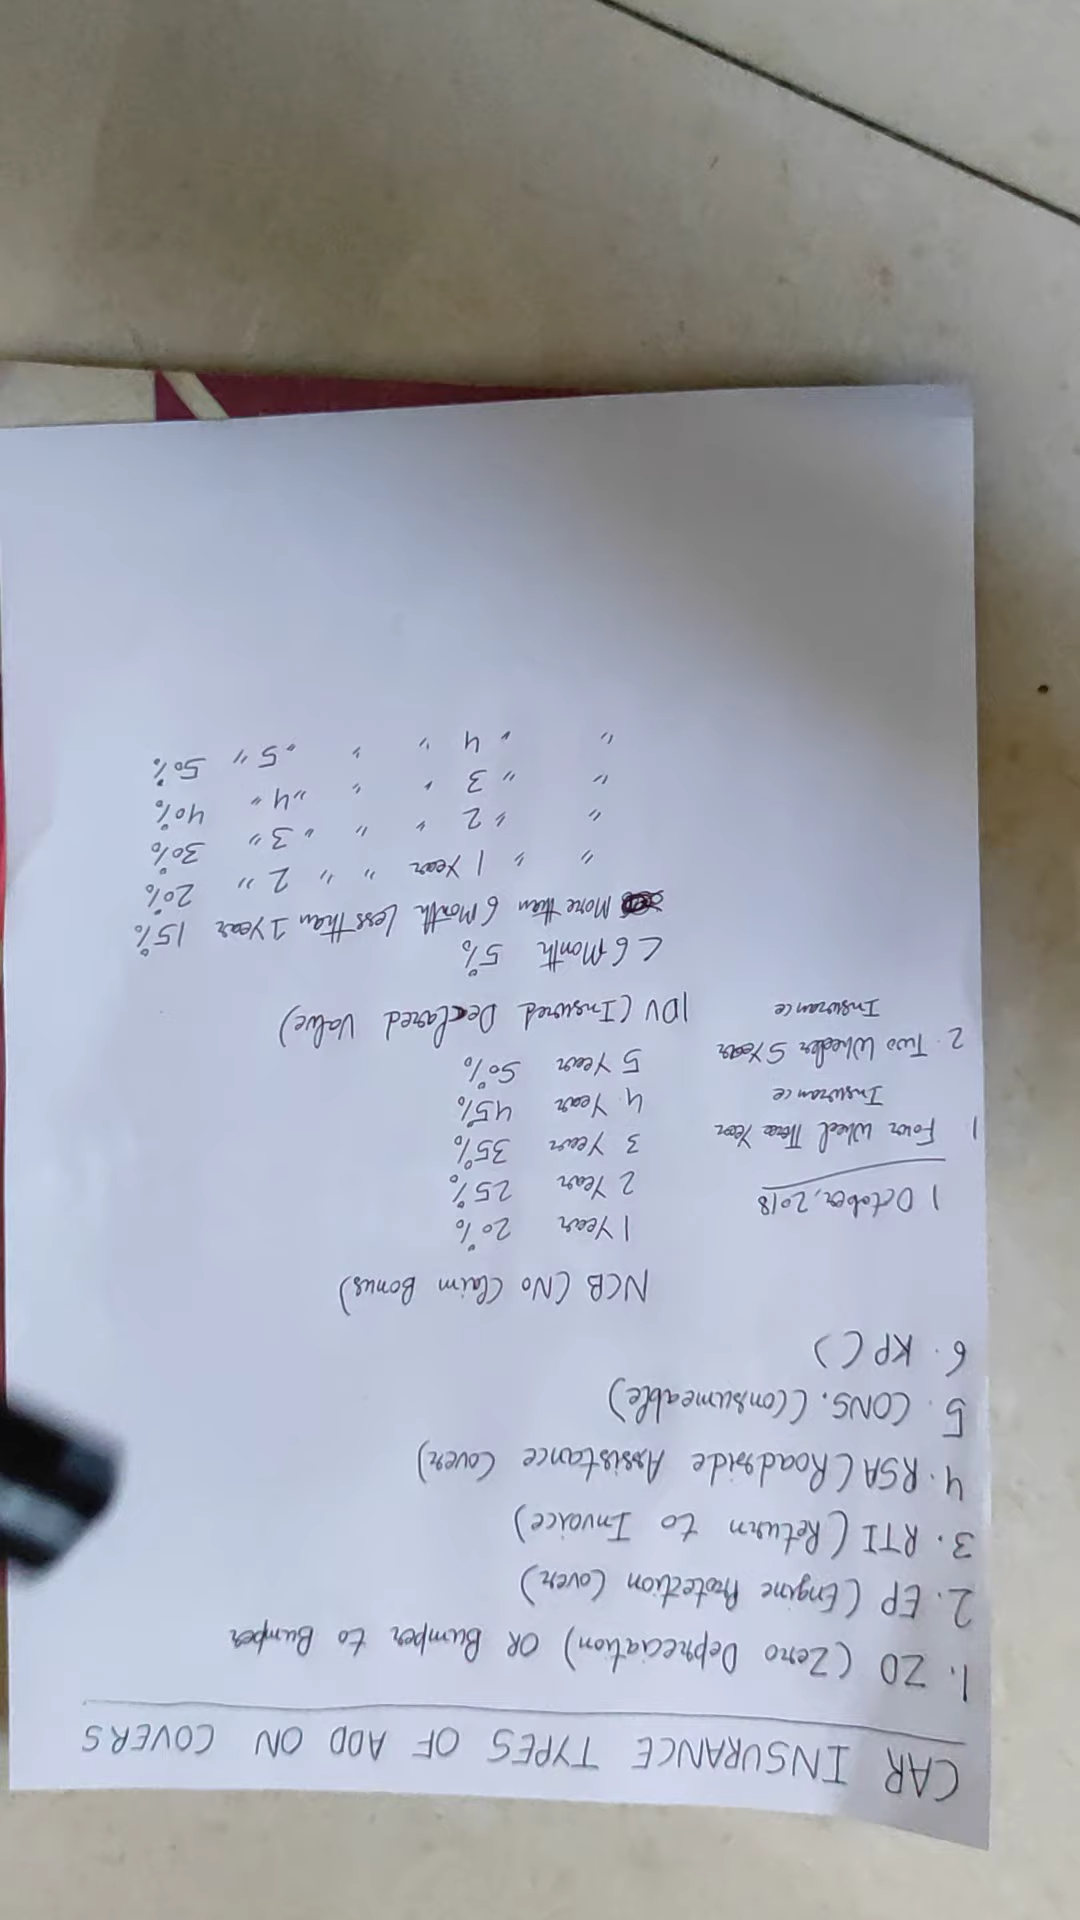 CAR INSURANCE TYPES OF ADD ON COVERS
1. ZD (Zero Depreciation) OR Bumper to Bumper
2. EP (Engine Protection Cover)
3. RTI (Return to Invoice)
4. RSA (Roadside Assistance Cover)
5. CONS. (Consumeable)
6. KP ( )
NCB (No Claim Bonus)
1 Year 20%
2 Year 25%
3 Year 35%
4 Year 45%
5 Year 50%
1 October, 2018
1 Four Wheel Year
Insurance
2. Two Wheeler 5 Year
Insurance
IDV (Insured Declared Value)
< 6 Month 5%
More than 6 Month Less than 1 Year 15%
" " 1 Year " " 2 " 20%
" " 2 " " " 3 " 30%
" " 3 " " " 4 " 40%
" " 4 " " " 5 " 50%